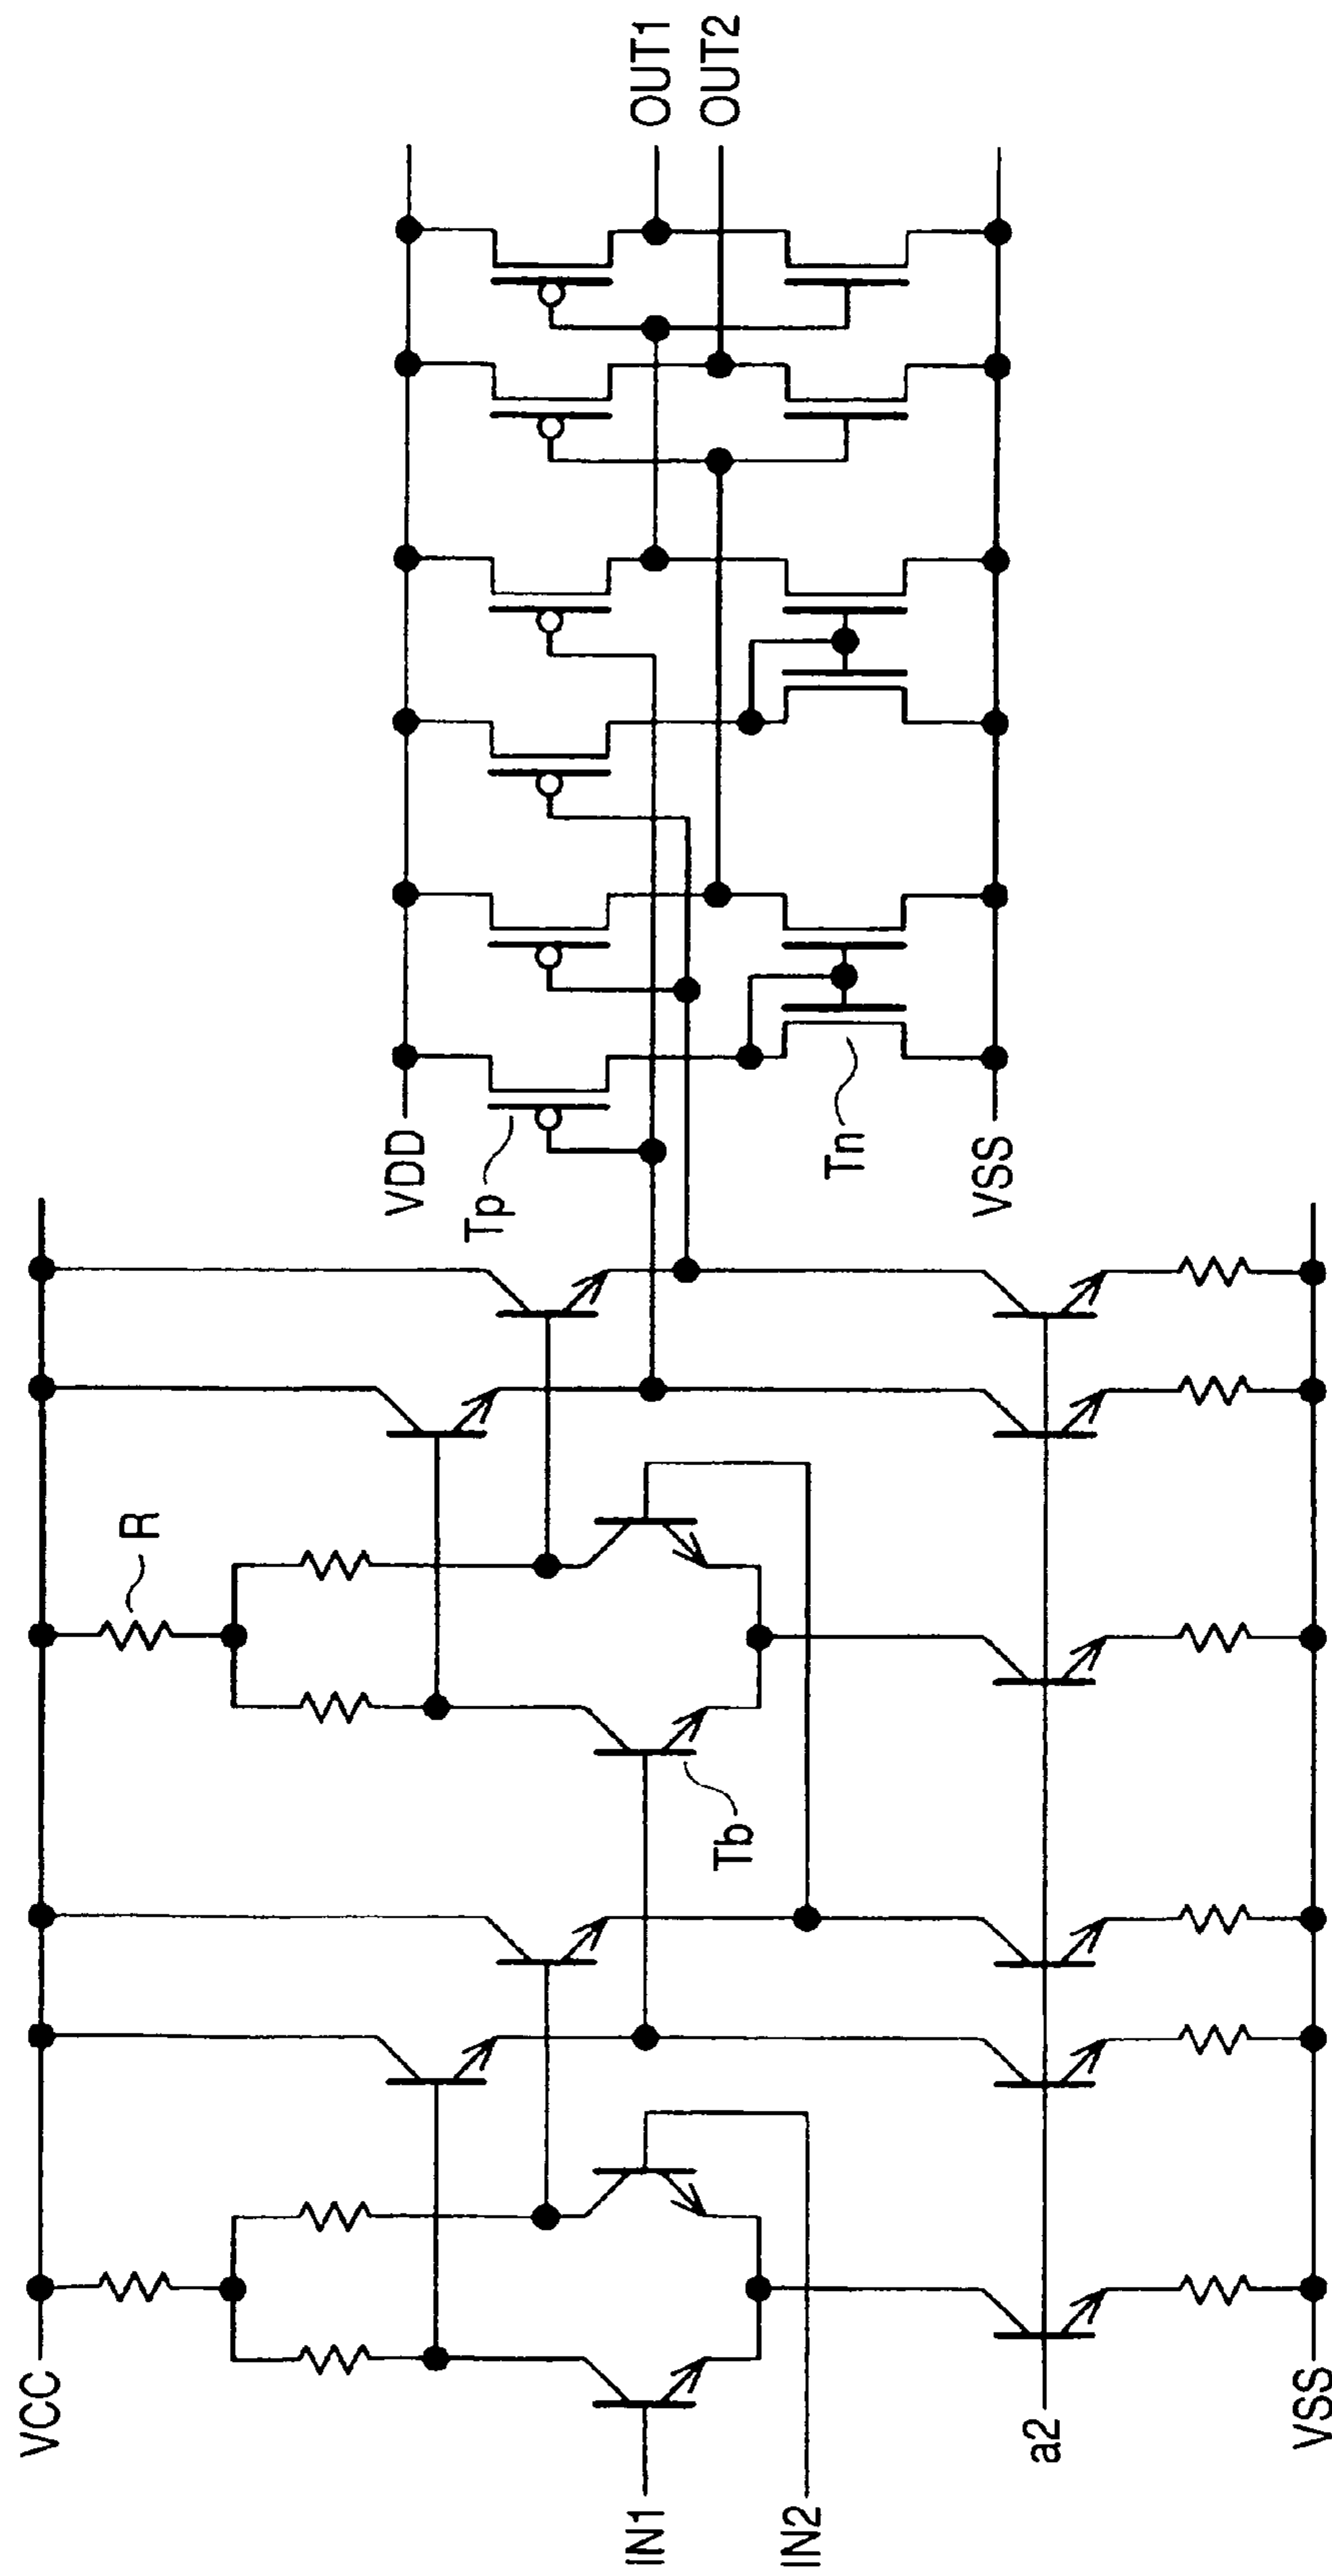 VCC
R
IN1
IN2
Tb
a2
VSS
VDD
Tp
Tn
VSS
OUT1
OUT2